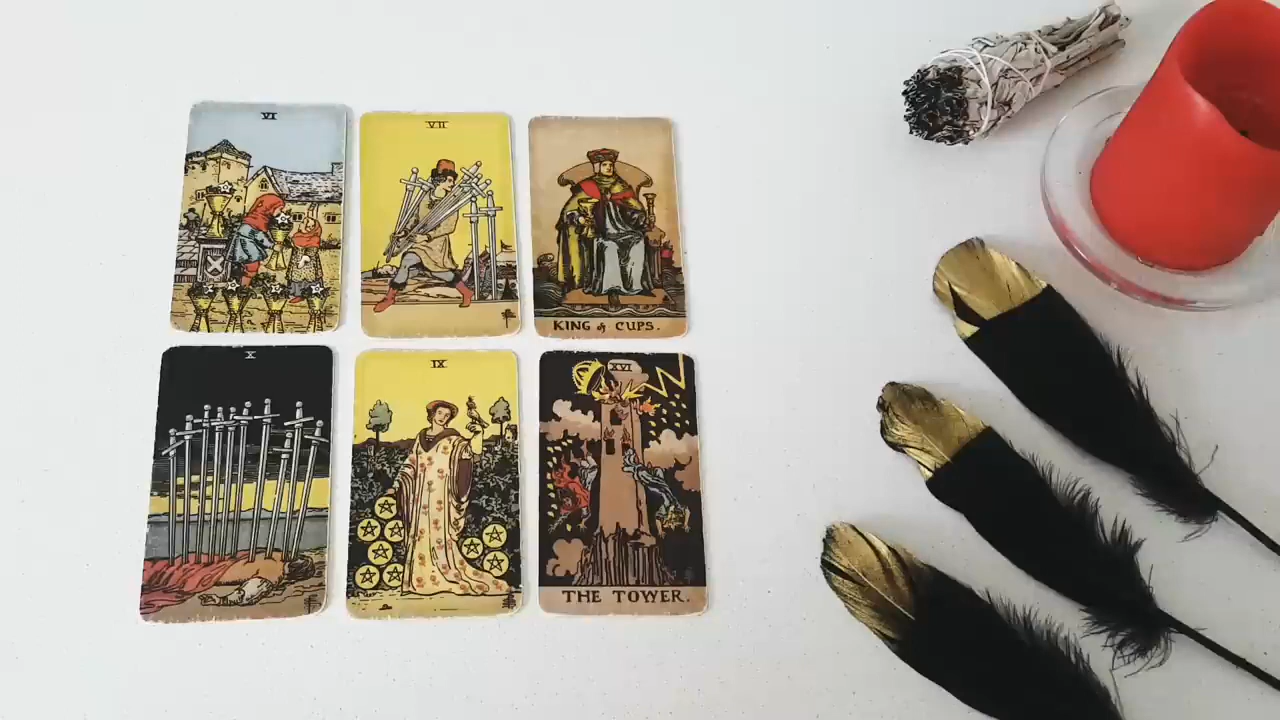 VI
VII
KING of CUPS.
X
IX
XVI
THE TOWER.